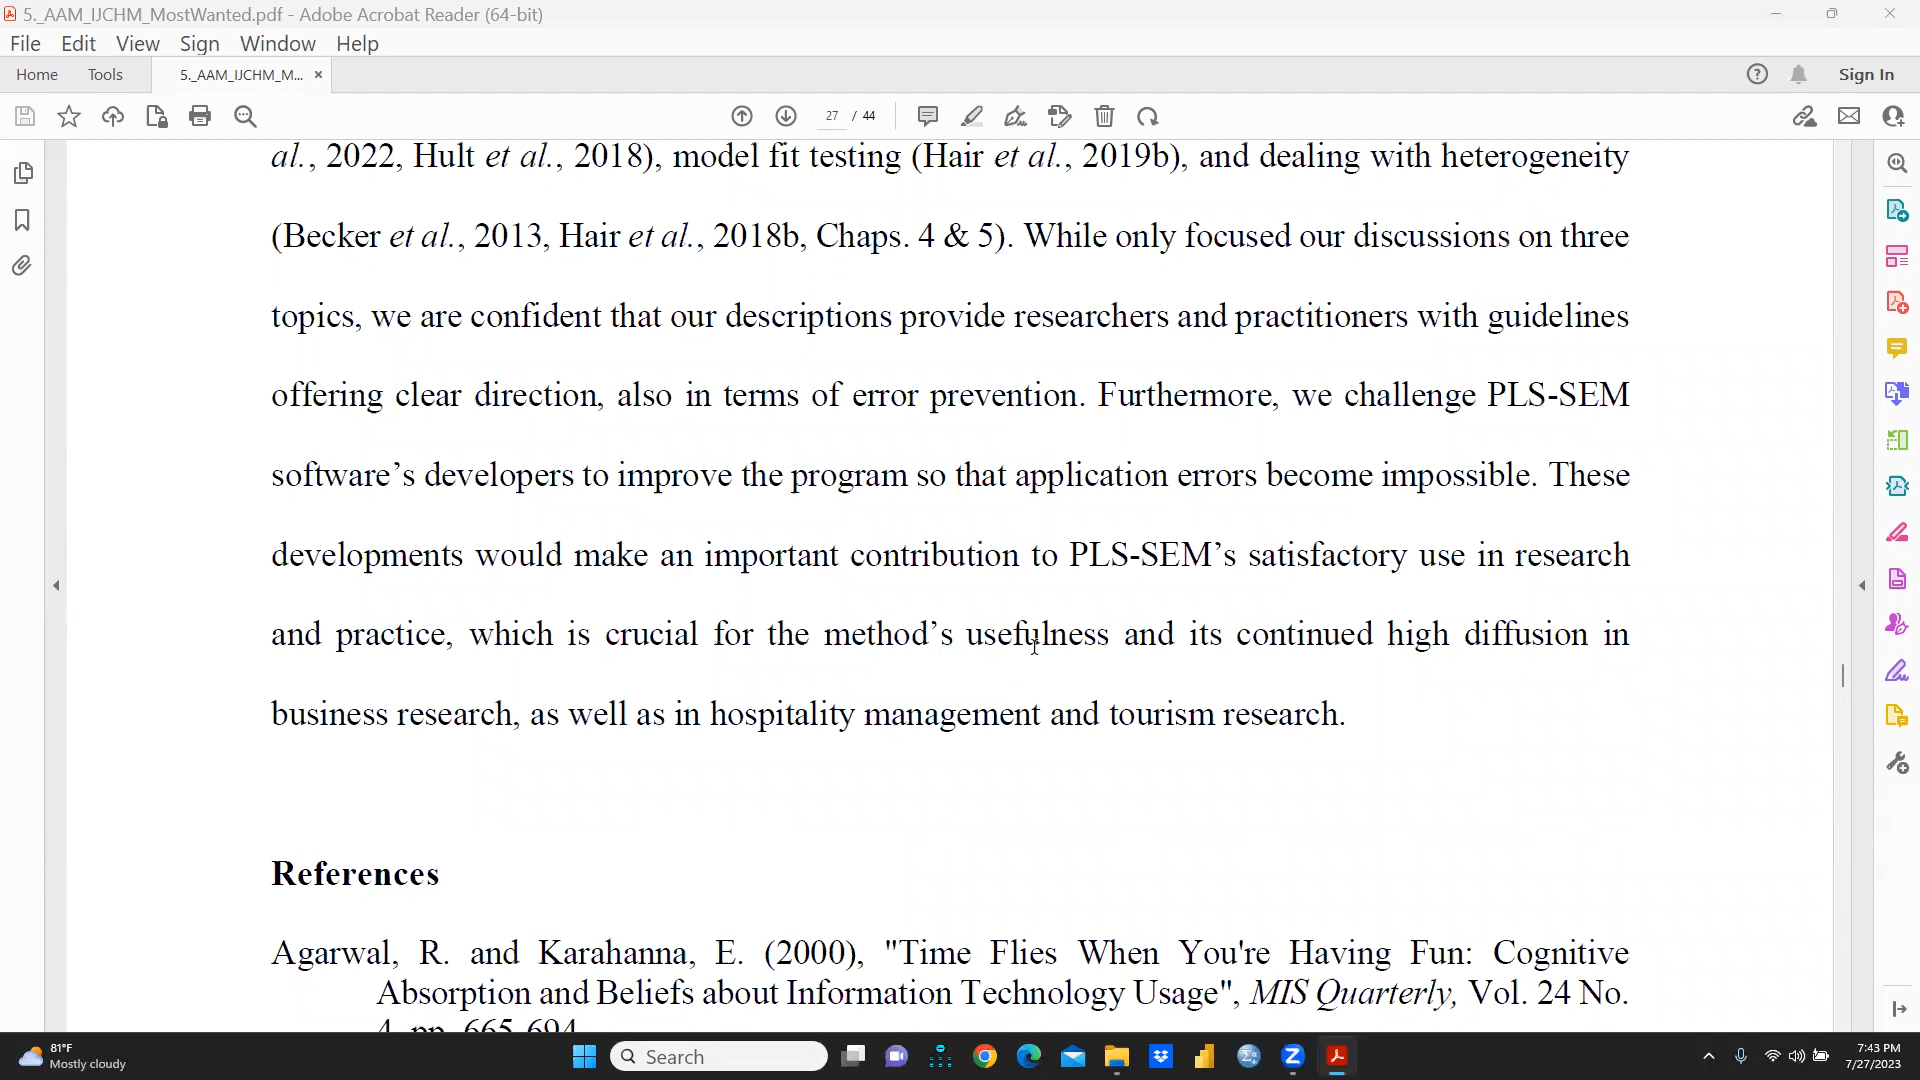 5._AAM_IJCHM_MostWanted.pdf - Adobe Acrobat Reader (64-bit)
File Edit View Sign Window Help
Home Tools 5._AAM_IJCHM_M... × Sign In
27 / 44
al., 2022, Hult et al., 2018), model fit testing (Hair et al., 2019b), and dealing with heterogeneity
(Becker et al., 2013, Hair et al., 2018b, Chaps. 4 & 5). While only focused our discussions on three
topics, we are confident that our descriptions provide researchers and practitioners with guidelines
offering clear direction, also in terms of error prevention. Furthermore, we challenge PLS-SEM
software’s developers to improve the program so that application errors become impossible. These
developments would make an important contribution to PLS-SEM’s satisfactory use in research
and practice, which is crucial for the method’s usefulness and its continued high diffusion in
business research, as well as in hospitality management and tourism research.
References
Agarwal, R. and Karahanna, E. (2000), "Time Flies When You're Having Fun: Cognitive
Absorption and Beliefs about Information Technology Usage", MIS Quarterly, Vol. 24 No.
4, pp. 665-694.
81°F
Mostly cloudy
Search
7:43 PM
7/27/2023